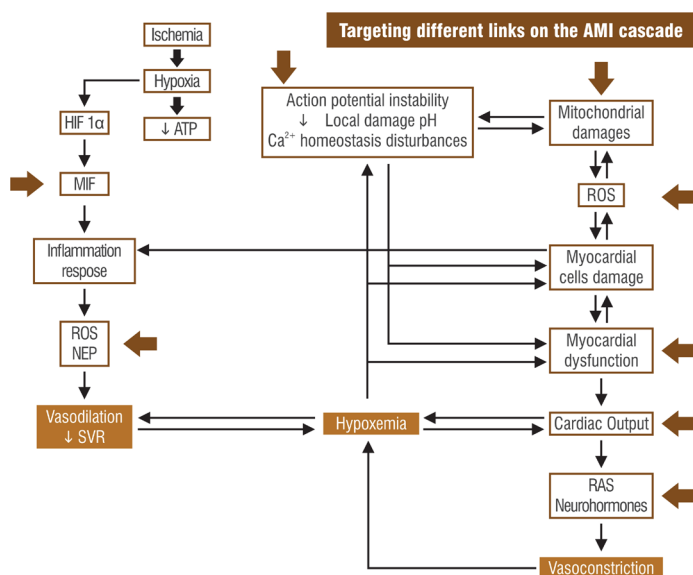 Targeting different links on the AMI cascade
Ischemia
Hypoxia
HIF 1α
↓ ATP
MIF
Inflammation
respose
ROS
NEP
Vasodilation
↓ SVR
Action potential instability
↓ Local damage pH
Ca²⁺ homeostasis disturbances
Hypoxemia
Mitochondrial
damages
ROS
Myocardial
cells damage
Myocardial
dysfunction
Cardiac Output
RAS
Neurohormones
Vasoconstriction